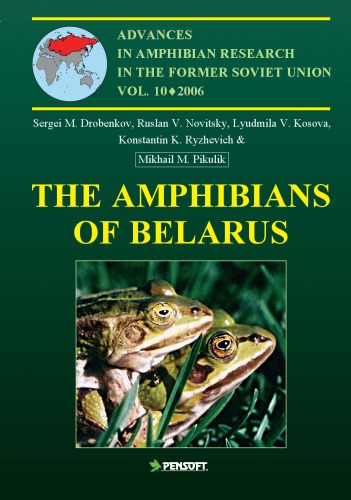 ADVANCES
IN AMPHIBIAN RESEARCH
IN THE FORMER SOVIET UNION
VOL. 10♦2006
Sergei M. Drobenkov, Ruslan V. Novitsky, Lyudmila V. Kosova,
Konstantin K. Ryzhevich &
Mikhail M. Pikulik
THE AMPHIBIANS
OF BELARUS
PENSOFT.